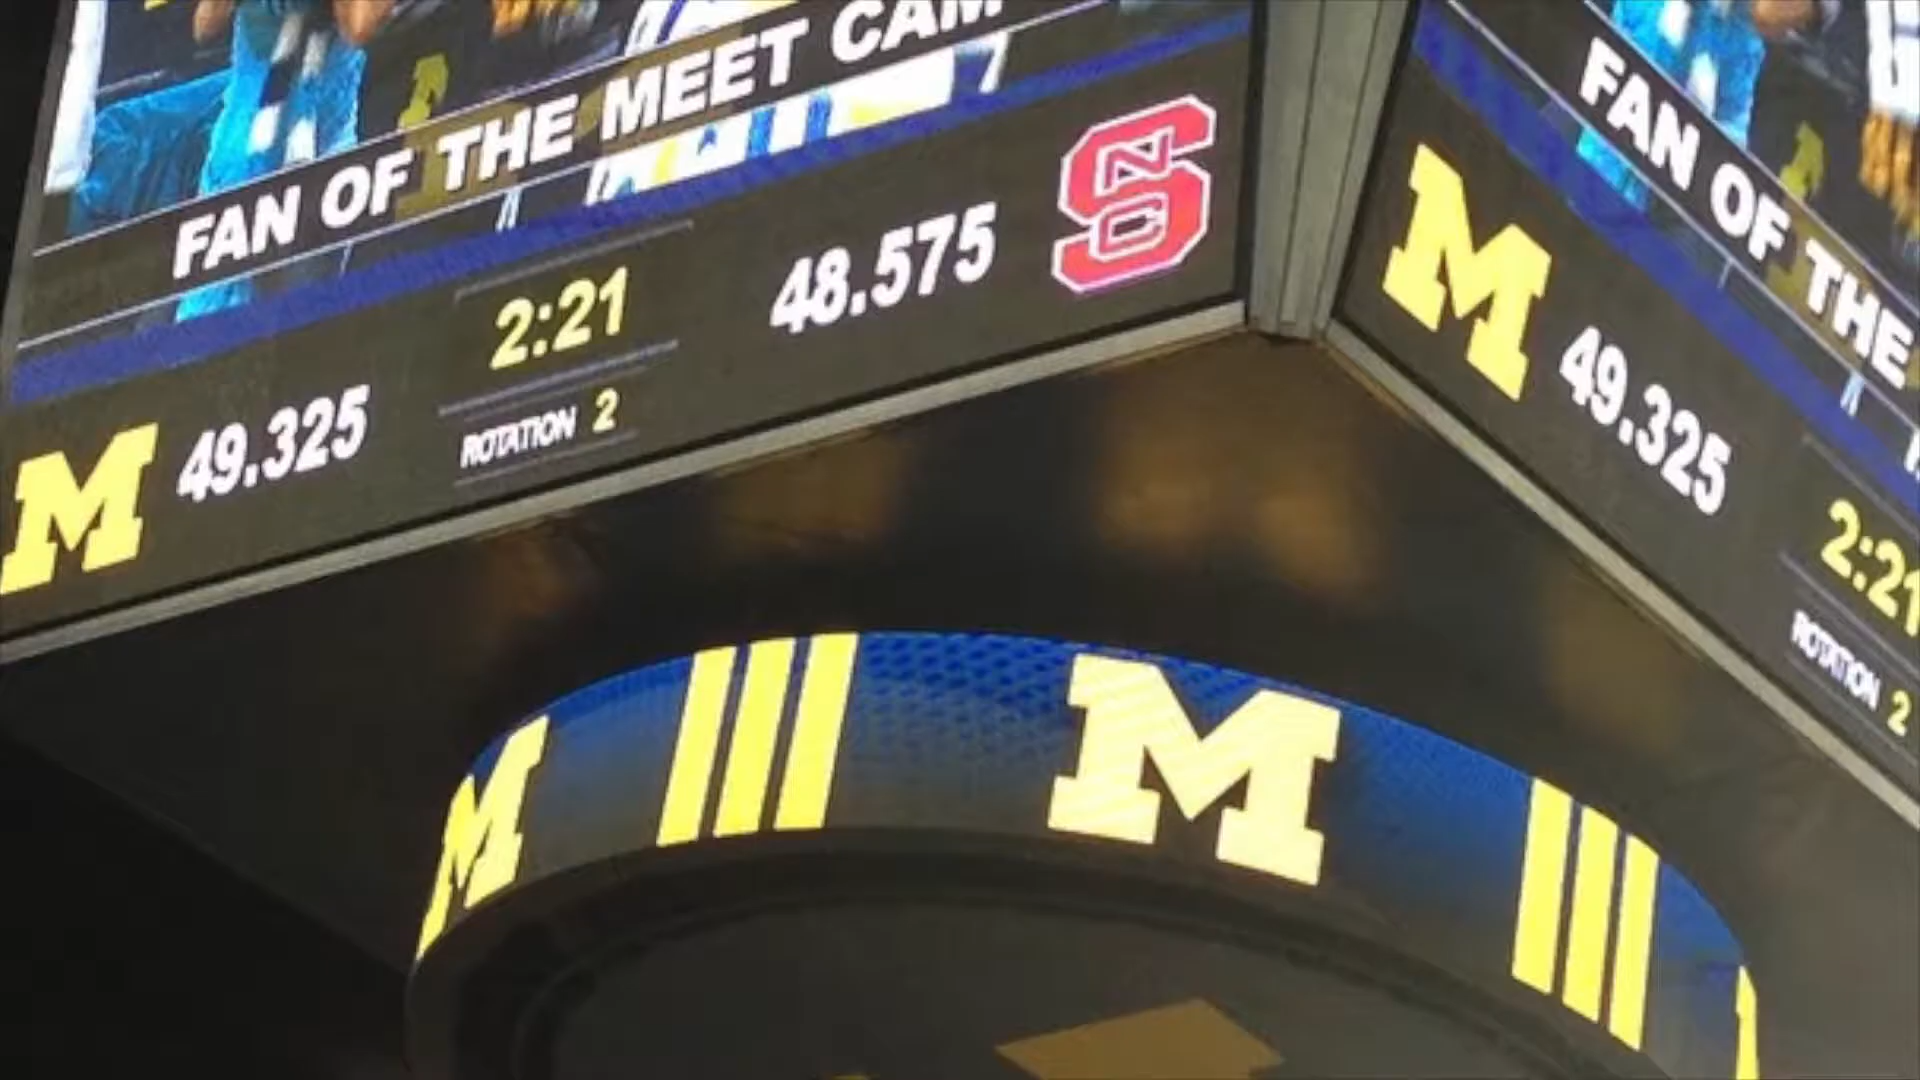 FAN OF THE MEET CAM
M 49.325
2:21
ROTATION 2
48.575 NCS
FAN OF THE
M 49.325
2:21
ROTATION 2
M M